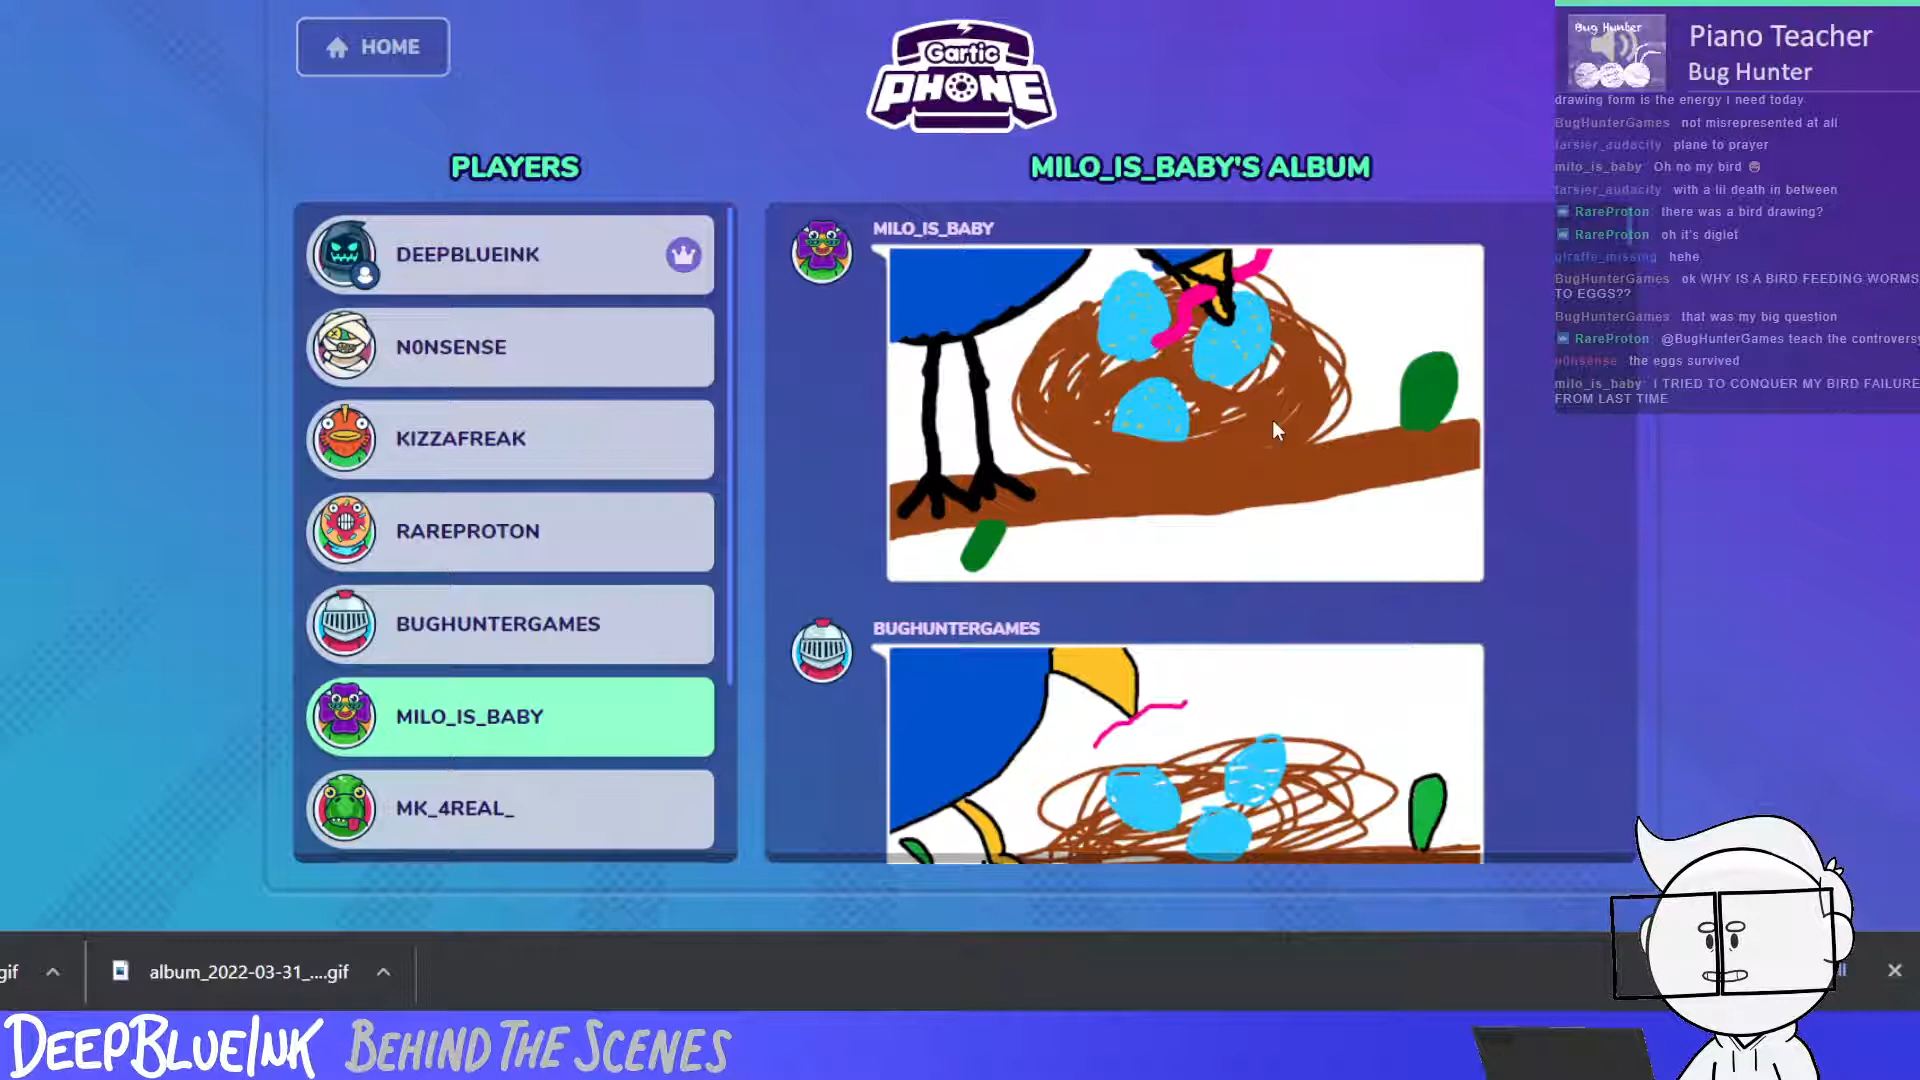 HOME
Gartic
PHONE
Bug Hunter
Piano Teacher
Bug Hunter
PLAYERS
MILO_IS_BABY'S ALBUM
DEEPBLUEINK
N0NSENSE
KIZZAFREAK
RAREPROTON
BUGHUNTERGAMES
MILO_IS_BABY
MK_4REAL_
MILO_IS_BABY
BUGHUNTERGAMES
drawing form is the energy I need today
BugHunterGames not misrepresented at all
tarsier_audacity plane to prayer
milo_is_baby Oh no my bird
tarsier_audacity with a lil death in between
RareProton there was a bird drawing?
RareProton oh it's diglet
giraffe_missing hehe
BugHunterGames ok WHY IS A BIRD FEEDING WORMS
TO EGGS??
BugHunterGames that was my big question
RareProton @BugHunterGames teach the controversy
n0nsense the eggs survived
milo_is_baby I TRIED TO CONQUER MY BIRD FAILURE
FROM LAST TIME
gif
album_2022-03-31_....gif
DEEPBLUEINK BEHIND THE SCENES